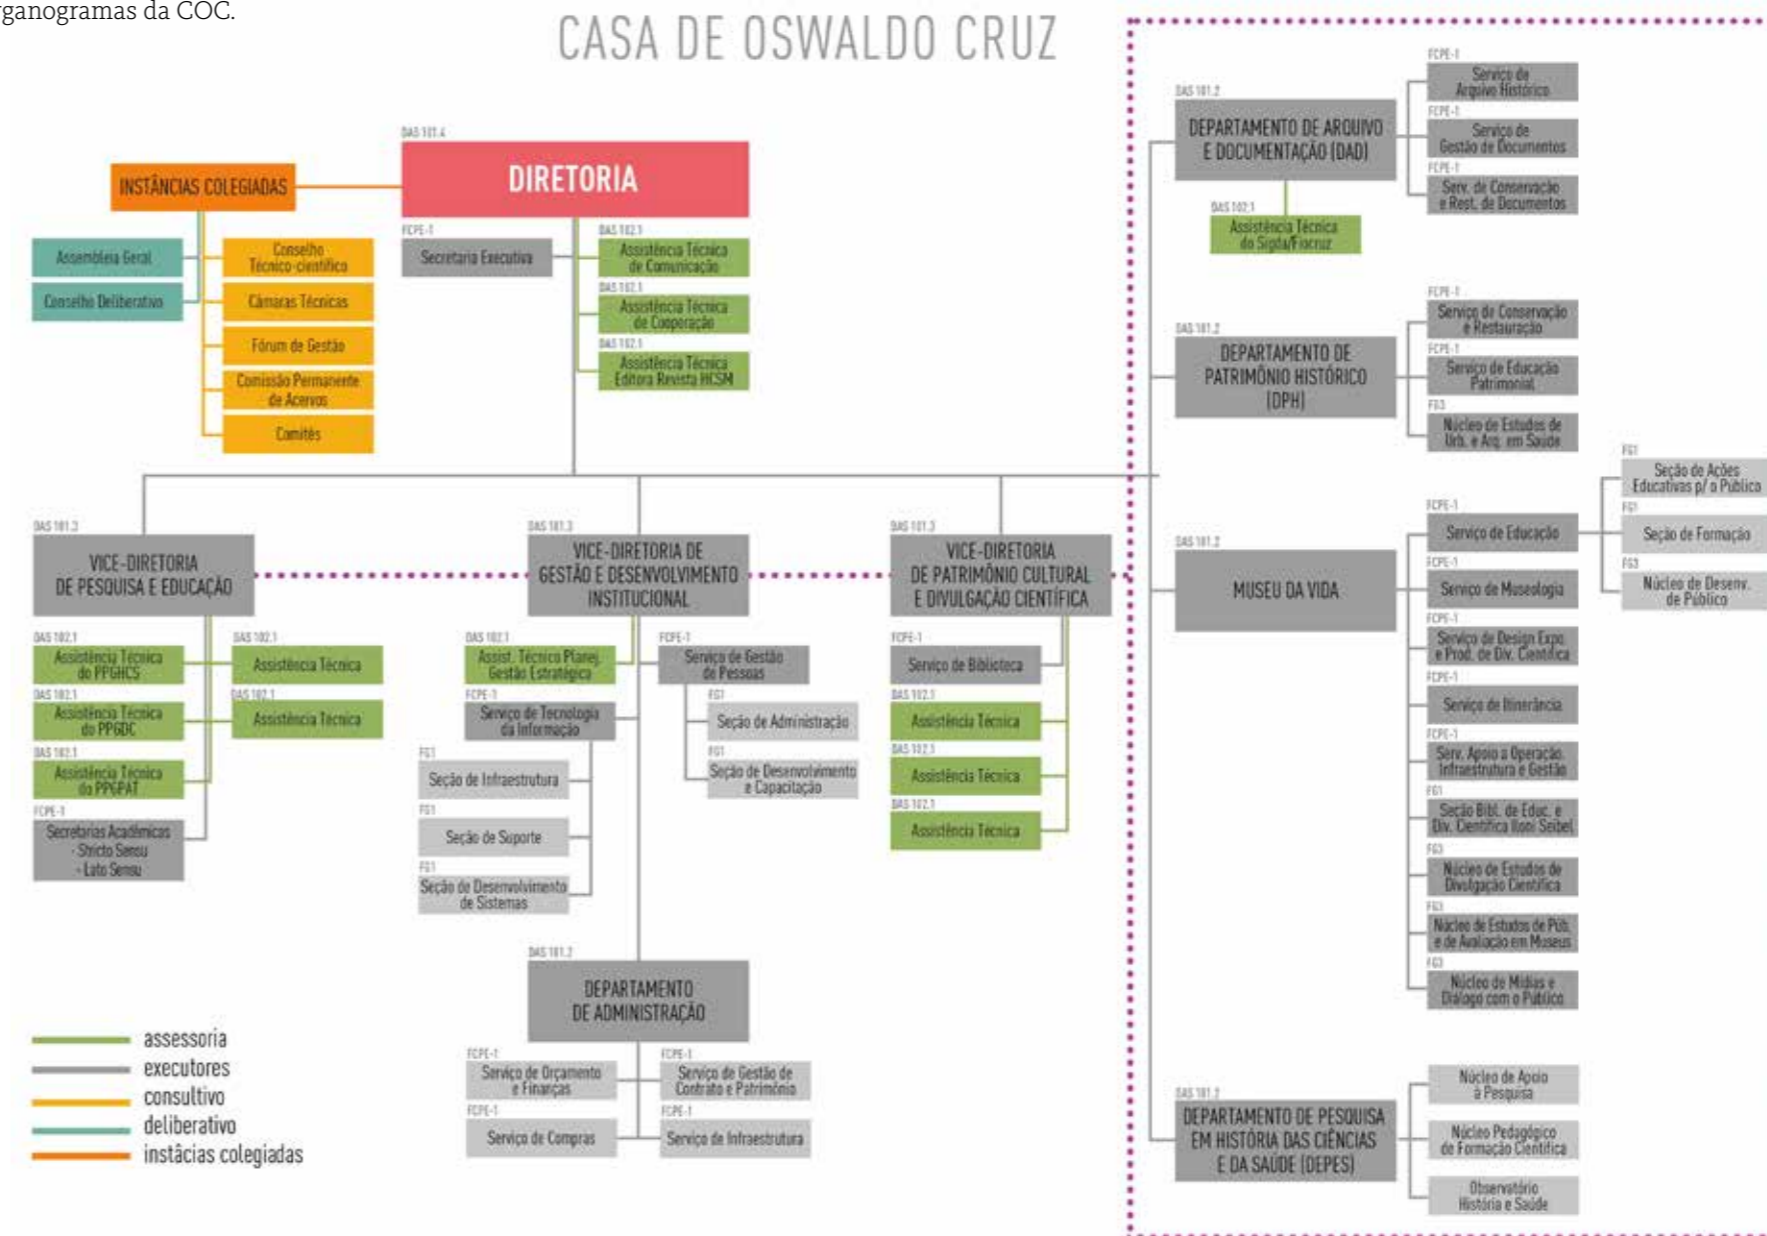 rganogramas da COC.
CASA DE OSWALDO CRUZ
DAS 101.4
DIRETORIA
INSTÂNCIAS COLEGIADAS
Assembleia Geral
Conselho Deliberativo
Conselho
Técnico-científico
Câmaras Técnicas
Fórum de Gestão
Comissão Permanente
de Acervos
Comitês
FCPE-1
Secretaria Executiva
DAS 102.1
Assistência Técnica
de Comunicação
DAS 102.1
Assistência Técnica
de Cooperação
DAS 102.1
Assistência Técnica
Editora Revista HCSM
DAS 101.3
VICE-DIRETORIA
DE PESQUISA E EDUCAÇÃO
DAS 102.1
Assistência Técnica
do PPGHCS
DAS 102.1
Assistência Técnica
DAS 102.1
Assistência Técnica
do PPGDC
DAS 102.1
Assistência Técnica
DAS 102.1
Assistência Técnica
do PPGPAT
FCPE-1
Secretarias Acadêmicas
- Stricto Sensu
- Lato Sensu
DAS 101.3
VICE-DIRETORIA DE
GESTÃO E DESENVOLVIMENTO
INSTITUCIONAL
DAS 102.1
Assist. Técnico Planej.
Gestão Estratégica
FCPE-1
Serviço de Gestão
de Pessoas
FG1
Seção de Administração
FG1
Seção de Desenvolvimento
e Capacitação
FCPE-1
Serviço de Tecnologia
da Informação
FG1
Seção de Infraestrutura
FG1
Seção de Suporte
FG1
Seção de Desenvolvimento
de Sistemas
DAS 101.2
DEPARTAMENTO
DE ADMINISTRAÇÃO
FCPE-1
Serviço de Orçamento
e Finanças
FCPE-1
Serviço de Gestão de
Contrato e Patrimônio
FCPE-1
Serviço de Compras
FCPE-1
Serviço de Infraestrutura
DAS 101.3
VICE-DIRETORIA
DE PATRIMÔNIO CULTURAL
E DIVULGAÇÃO CIENTÍFICA
FCPE-1
Serviço de Biblioteca
DAS 102.1
Assistência Técnica
DAS 102.1
Assistência Técnica
DAS 102.1
Assistência Técnica
DAS 101.2
DEPARTAMENTO DE ARQUIVO
E DOCUMENTAÇÃO (DAD)
DAS 102.1
Assistência Técnica
do Sigda/Fiocruz
FCPE-1
Serviço de
Arquivo Histórico
FCPE-1
Serviço de
Gestão de Documentos
FCPE-1
Serv. de Conservação
e Rest. de Documentos
DAS 101.2
DEPARTAMENTO DE
PATRIMÔNIO HISTÓRICO
(DPH)
FCPE-1
Serviço de Conservação
e Restauração
FCPE-1
Serviço de Educação
Patrimonial
FG3
Núcleo de Estudos de
Urb. e Arq. em Saúde
DAS 101.2
MUSEU DA VIDA
FCPE-1
Serviço de Educação
FG1
Seção de Ações
Educativas p/ o Público
FG1
Seção de Formação
FG3
Núcleo de Desenv.
de Público
FCPE-1
Serviço de Museologia
FCPE-1
Serviço de Design Expo.
e Prod. de Div. Científica
FCPE-1
Serviço de Itinerância
FCPE-1
Serv. Apoio a Operação.
Infraestrutura e Gestão
FG1
Seção Bibl. de Educ. e
Div. Científica Iloni Seibel
FG3
Núcleo de Estudos de
Divulgação Científica
FG3
Núcleo de Estudos de Púb.
e de Avaliação em Museus
FG3
Núcleo de Mídias e
Diálogo com o Público
DAS 101.2
DEPARTAMENTO DE PESQUISA
EM HISTÓRIA DAS CIÊNCIAS
E DA SAÚDE (DEPES)
Núcleo de Apoio
à Pesquisa
Núcleo Pedagógico
de Formação Científica
Observatório
História e Saúde
assessoria
executores
consultivo
deliberativo
instâcias colegiadas